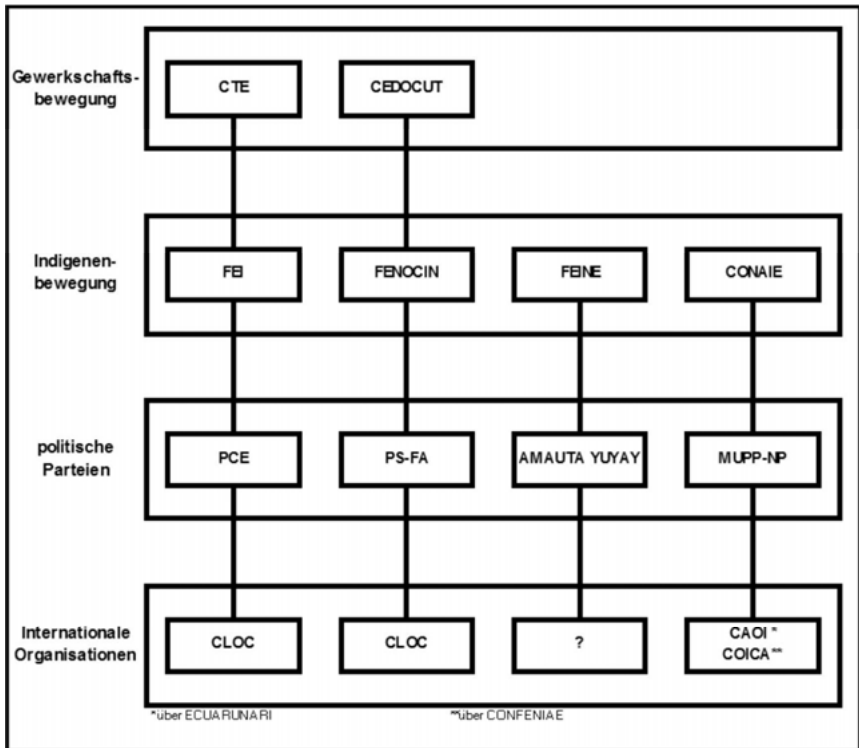 Gewerkschafts-
bewegung
CTE
CEDOCUT
Indigenen-
bewegung
FEI
FENOCIN
FEINE
CONAIE
politische
Parteien
PCE
PS-FA
AMAUTA YUYAY
MUPP-NP
Internationale
Organisationen
CLOC
CLOC
?
CAOI *
COICA**
*über ECUARUNARI
**über CONFENIAE